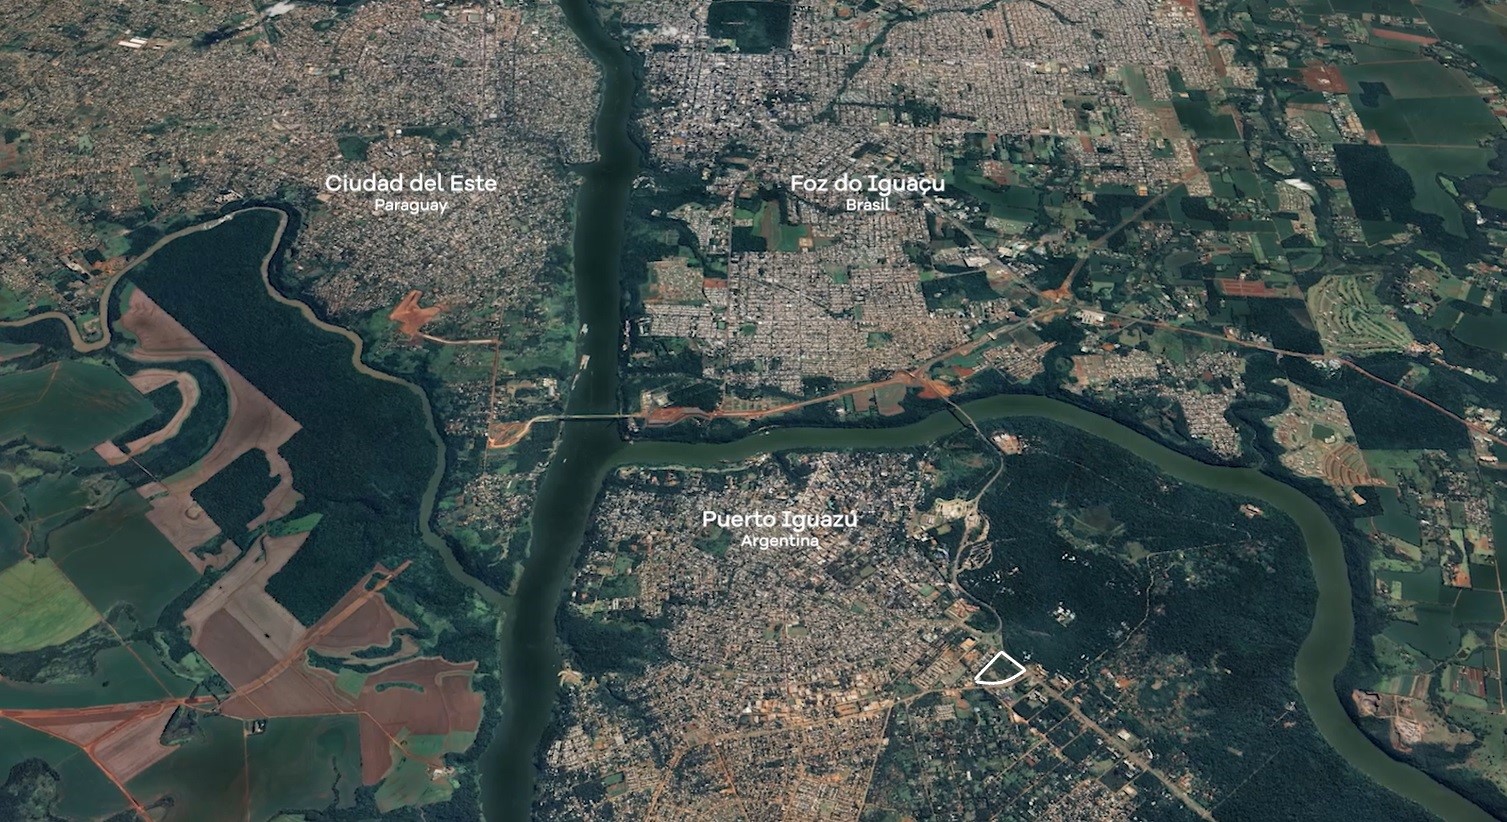 Ciudad del Este
Paraguay
Foz do Iguaçu
Brasil
Puerto Iguazú
Argentina